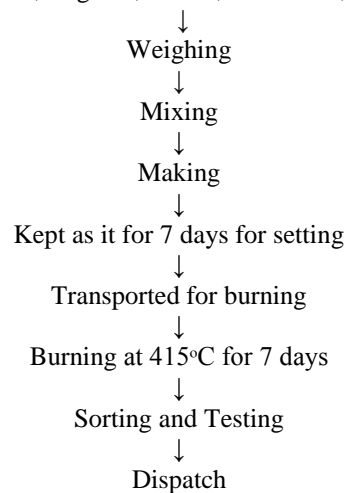 ↓
Weighing
↓
Mixing
↓
Making
↓
Kept as it for 7 days for setting
↓
Transported for burning
↓
Burning at 415ᵒC for 7 days
↓
Sorting and Testing
↓
Dispatch